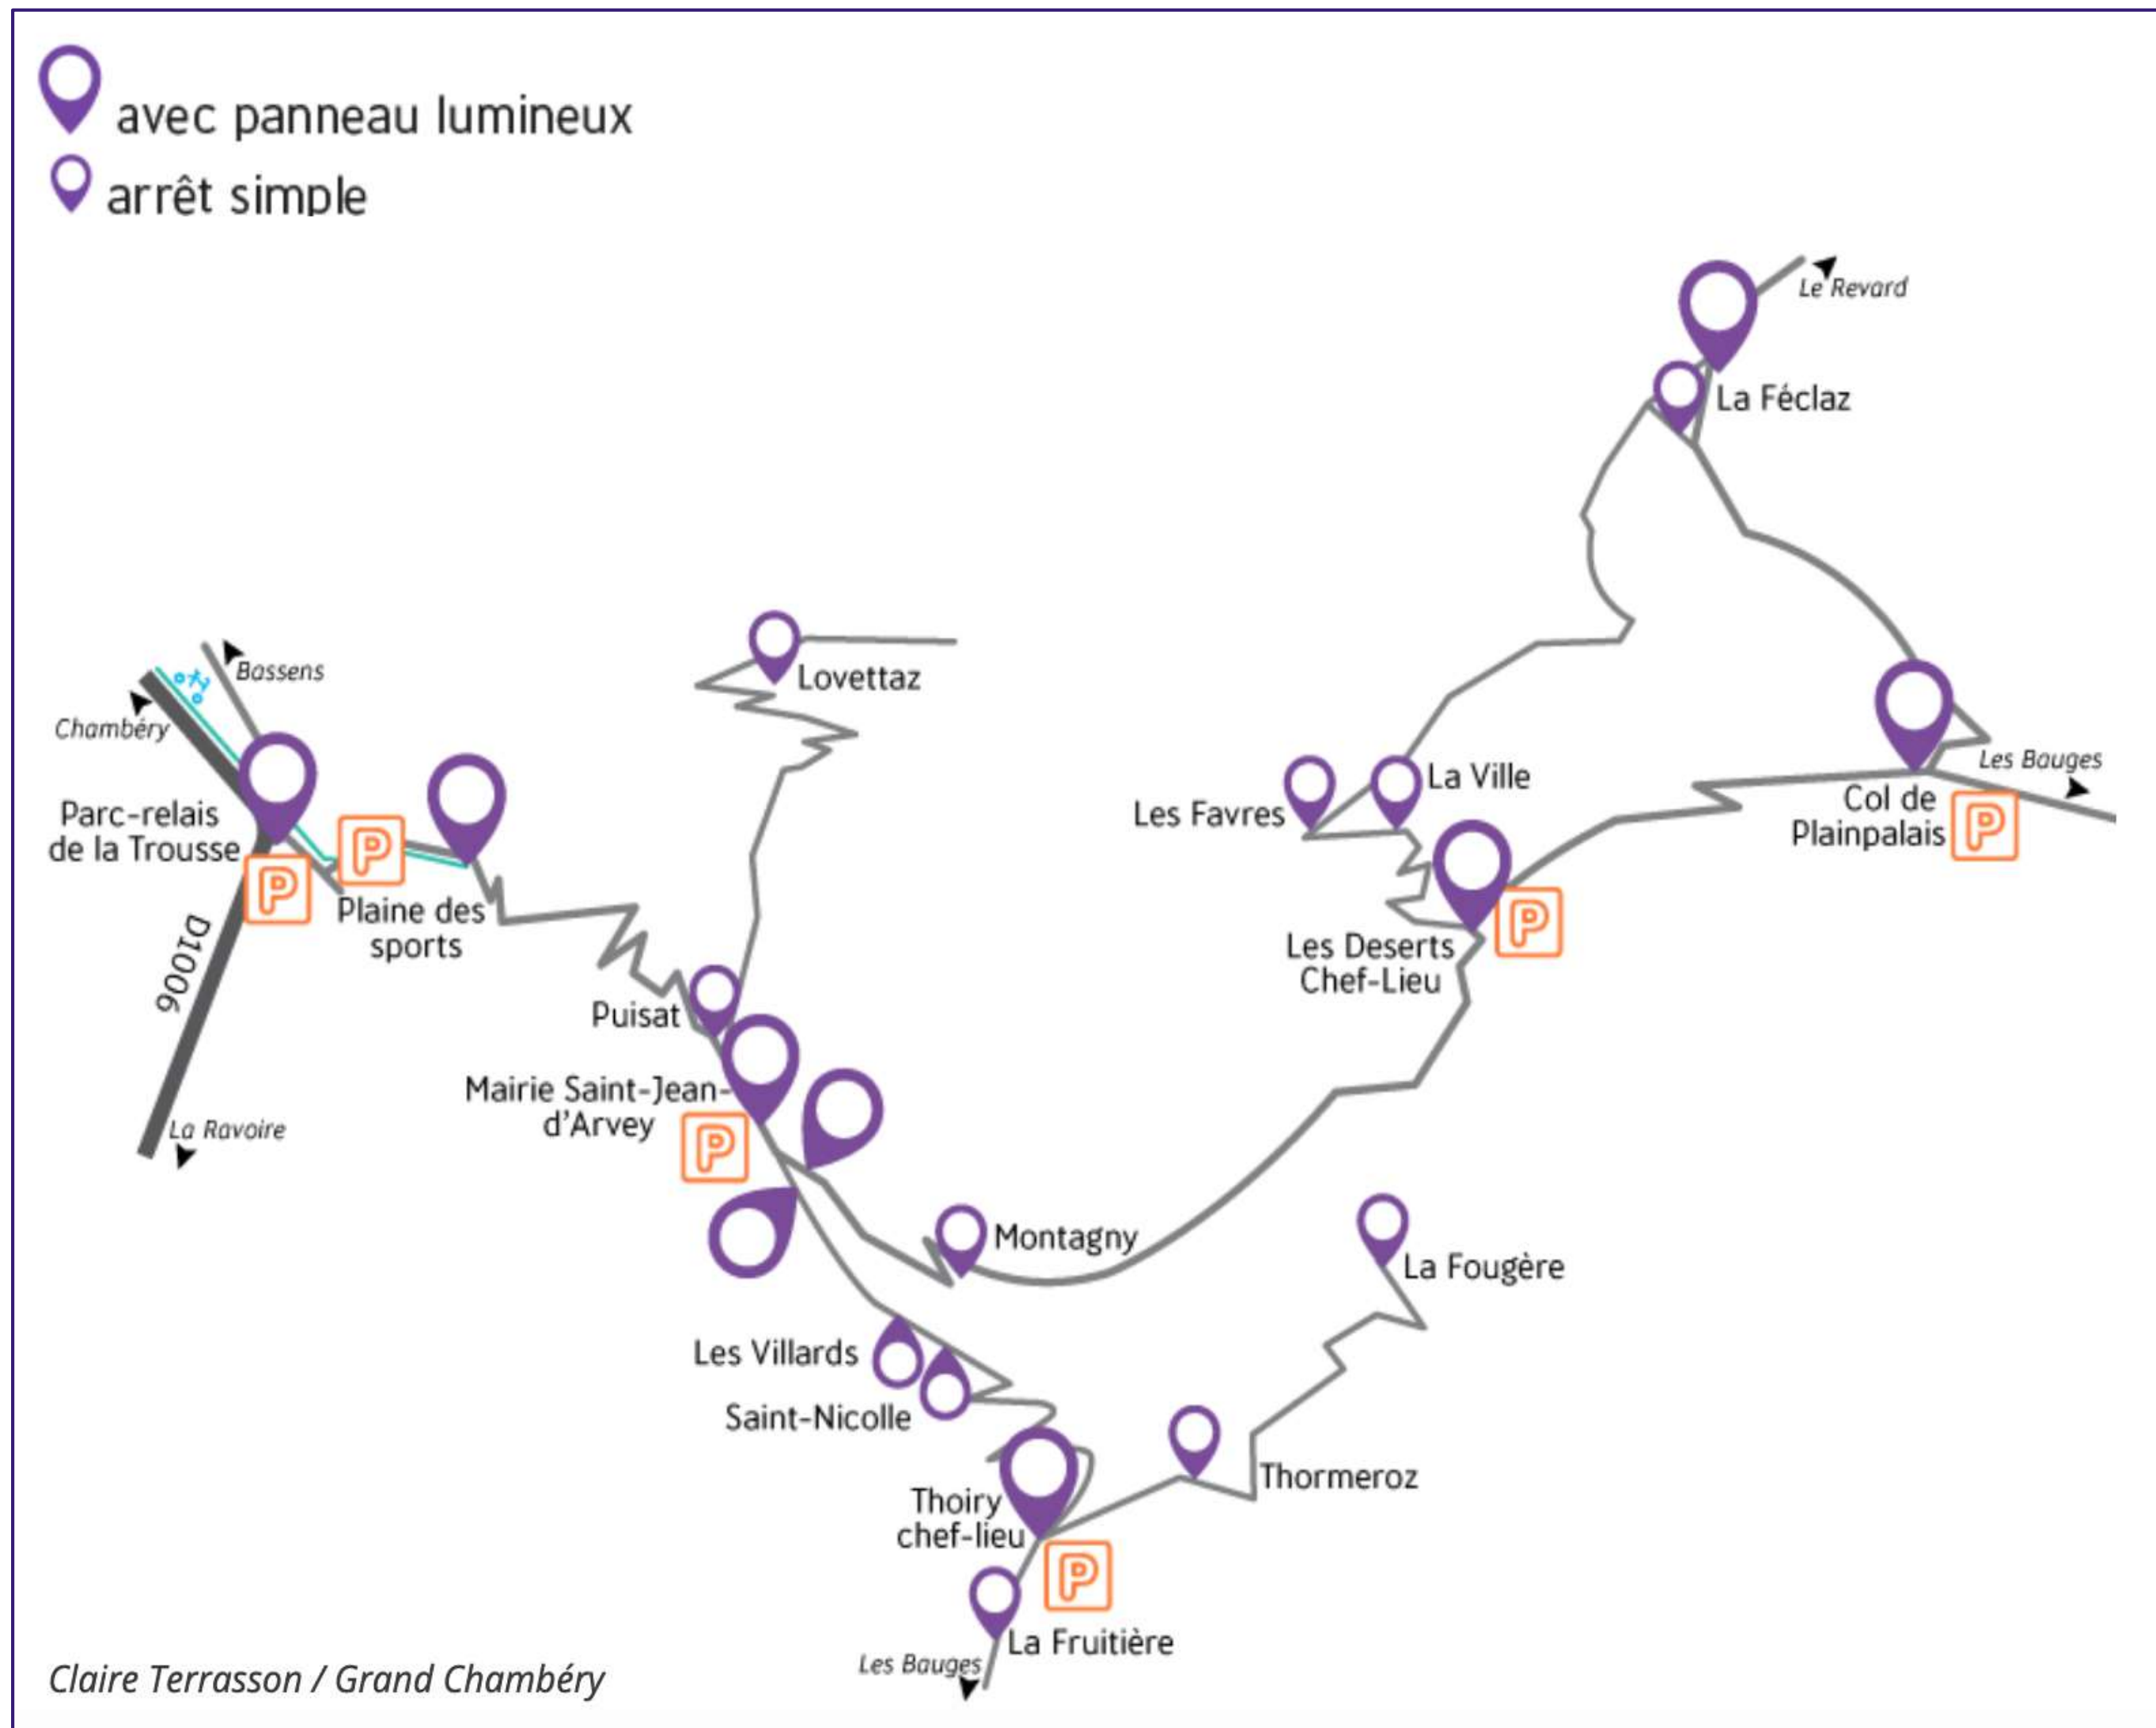 avec panneau lumineux
arrêt simple
Le Revard
La Féclaz
Bassens
Chambéry
Lovettaz
Parc-relais
de la Trousse
P
P
Plaine des
sports
D1006
La Ravoire
Les Favres
La Ville
Les Bauges
Col de
Plainpalais
P
Les Deserts
Chef-Lieu
P
Puisat
Mairie Saint-Jean-
d'Arvey
P
Montagny
La Fougère
Les Villards
Saint-Nicolle
Thormeroz
Thoiry
chef-lieu
P
La Fruitière
Les Bauges
Claire Terrasson / Grand Chambéry